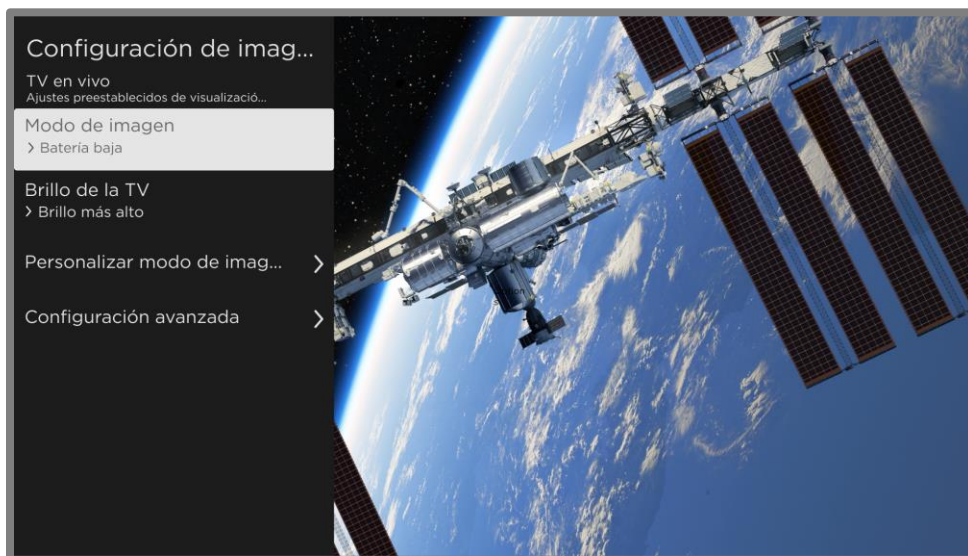 Configuración de imag...
TV en vivo
Ajustes preestablecidos de visualizació...
Modo de imagen
> Batería baja
Brillo de la TV
> Brillo más alto
Personalizar modo de imag... >
Configuración avanzada >